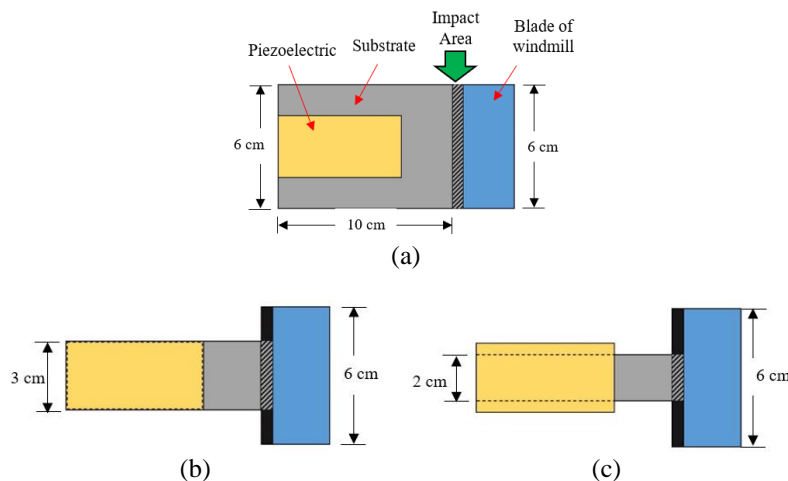 Impact
Area
Blade of
windmill
Substrate
Piezoelectric
6 cm
6 cm
10 cm
(a)
3 cm
6 cm
2 cm
6 cm
(b)
(c)